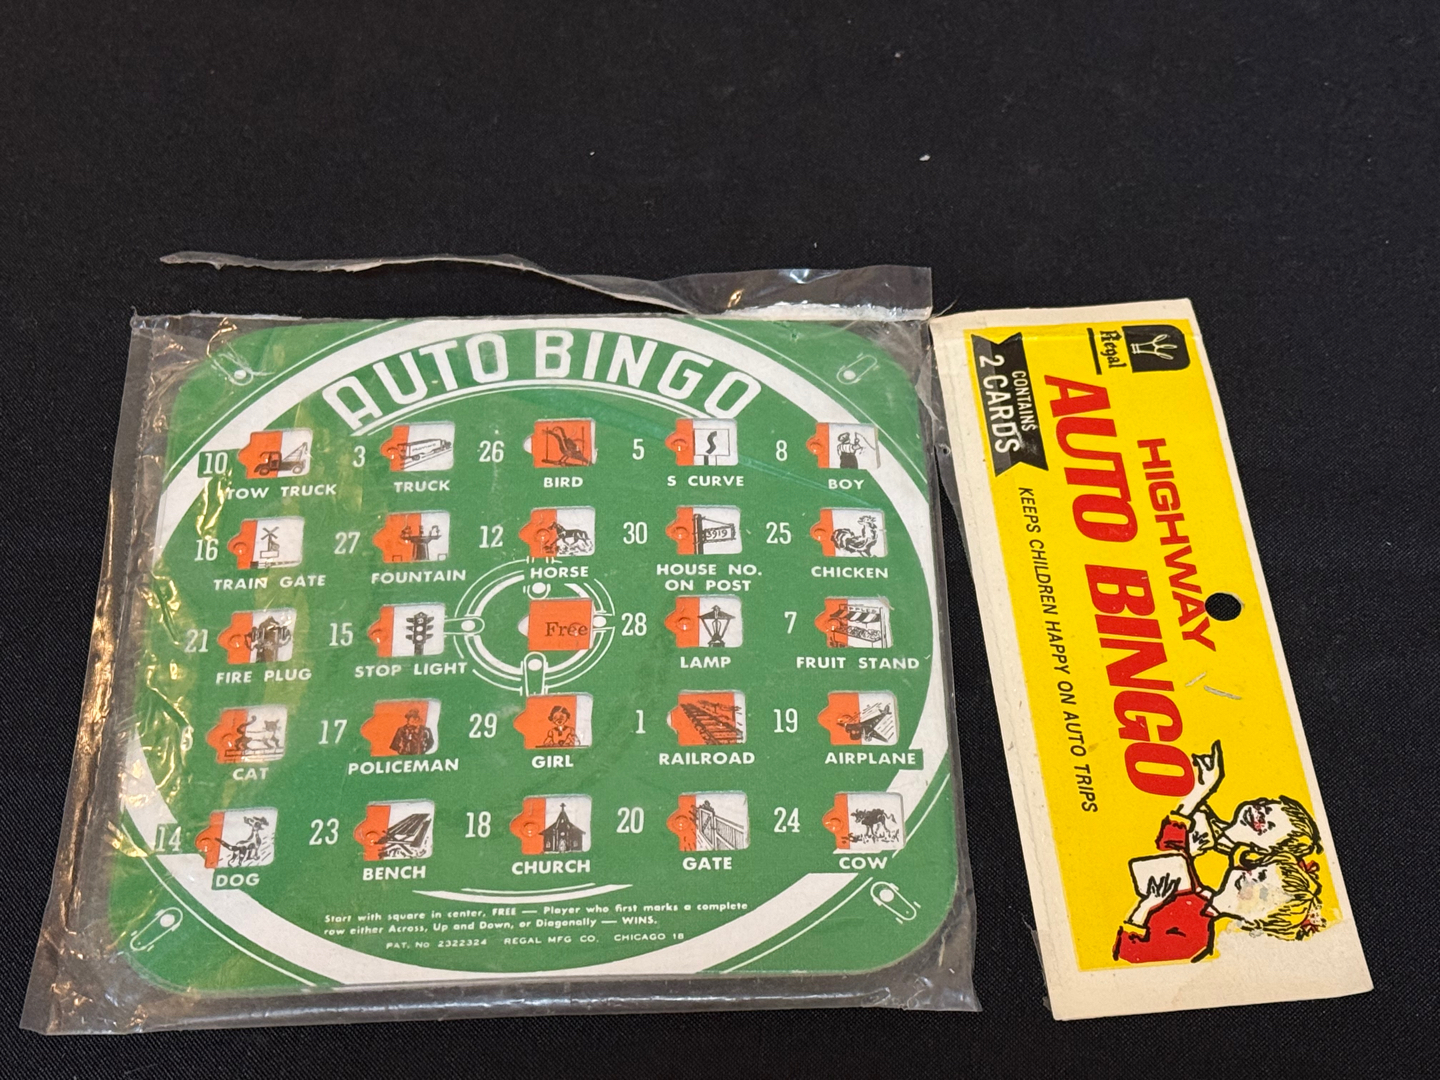 AUTO BINGO
10 3 26 5 8
TOW TRUCK TRUCK BIRD S CURVE BOY
16 27 12 30 5919 25
TRAIN GATE FOUNTAIN HORSE HOUSE NO. CHICKEN
ON POST
21 15 Free 28 7
FIRE PLUG STOP LIGHT LAMP FRUIT STAND
6 17 29 1 19
CAT POLICEMAN GIRL RAILROAD AIRPLANE
14 23 18 20 24
DOG BENCH CHURCH GATE COW
Start with square in center, FREE — Player who first marks a complete
row either Across, Up and Down, or Diagonally — WINS.
PAT. No 2322324 REGAL MFG CO. CHICAGO 18
Regal
CONTAINS
2 CARDS
HIGHWAY
AUTO BINGO
KEEPS CHILDREN HAPPY ON AUTO TRIPS